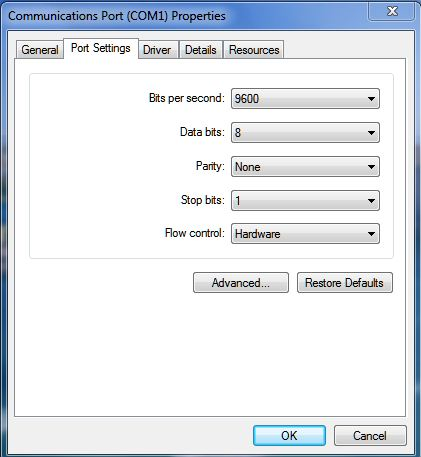 Communications Port (COM1) Properties
General Port Settings Driver Details Resources
Bits per second: 9600
Data bits: 8
Parity: None
Stop bits: 1
Flow control: Hardware
Advanced... Restore Defaults
OK Cancel